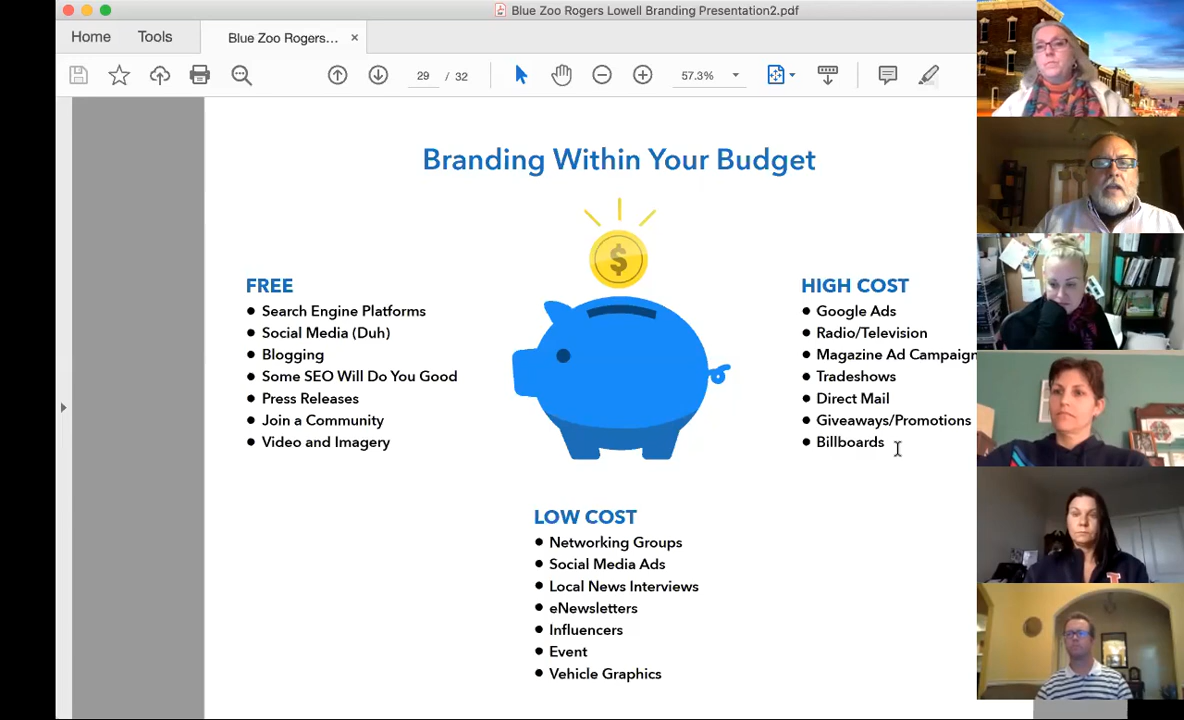 Blue Zoo Rogers Lowell Branding Presentation2.pdf
Home
Tools
Blue Zoo Rogers...
29 / 32
57.3%
Branding Within Your Budget
$
FREE
• Search Engine Platforms
• Social Media (Duh)
• Blogging
• Some SEO Will Do You Good
• Press Releases
• Join a Community
• Video and Imagery
HIGH COST
• Google Ads
• Radio/Television
• Magazine Ad Campaign
• Tradeshows
• Direct Mail
• Giveaways/Promotions
• Billboards
LOW COST
• Networking Groups
• Social Media Ads
• Local News Interviews
• eNewsletters
• Influencers
• Event
• Vehicle Graphics